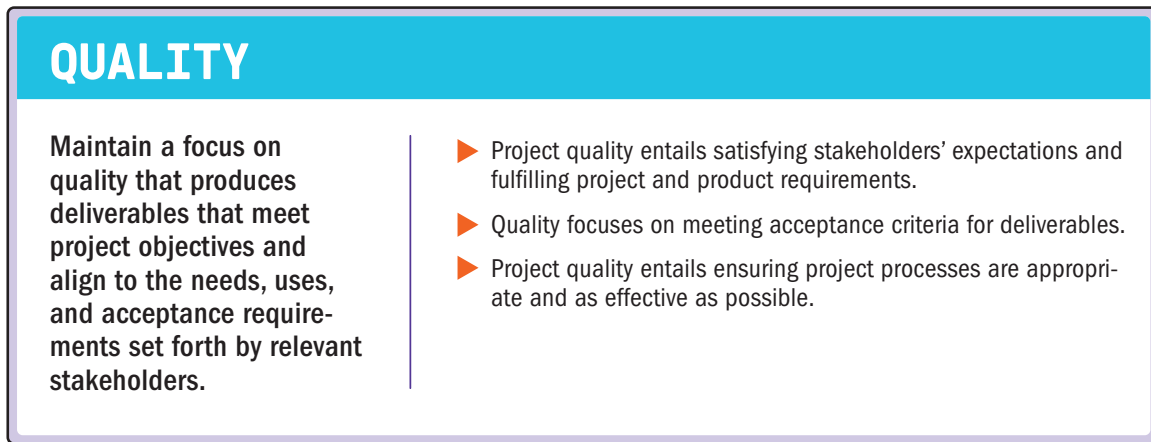 QUALITY
Maintain a focus on
quality that produces
deliverables that meet
project objectives and
align to the needs, uses,
and acceptance require-
ments set forth by relevant
stakeholders.
Project quality entails satisfying stakeholders’ expectations and
fulfilling project and product requirements.
Quality focuses on meeting acceptance criteria for deliverables.
Project quality entails ensuring project processes are appropri-
ate and as effective as possible.